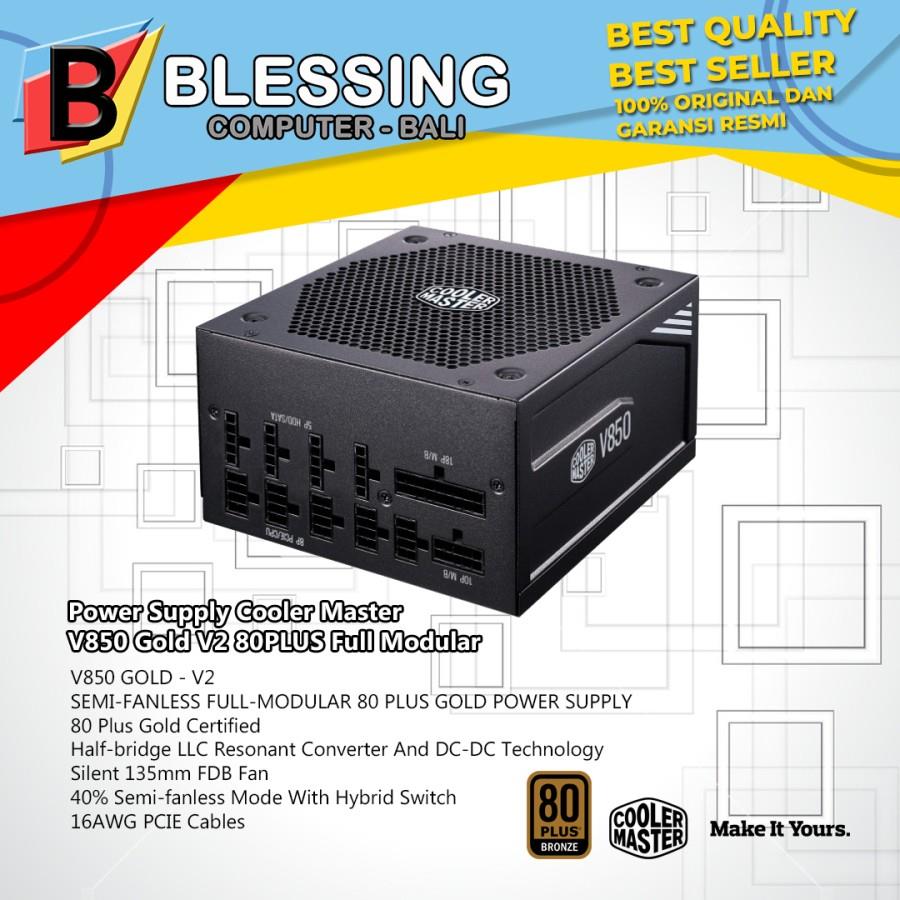 B BLESSING
COMPUTER - BALI
BEST QUALITY
BEST SELLER
100% ORIGINAL DAN
GARANSI RESMI
COOLER
MASTER
5P HDD/SATA
18P M/B
8P PCIE/CPU
10P M/B
COOLER
MASTER
V850
Power Supply Cooler Master
V850 Gold V2 80PLUS Full Modular
V850 GOLD - V2
SEMI-FANLESS FULL-MODULAR 80 PLUS GOLD POWER SUPPLY
80 Plus Gold Certified
Half-bridge LLC Resonant Converter And DC-DC Technology
Silent 135mm FDB Fan
40% Semi-fanless Mode With Hybrid Switch
16AWG PCIE Cables
80
PLUS®
BRONZE
COOLER
MASTER
Make It Yours.